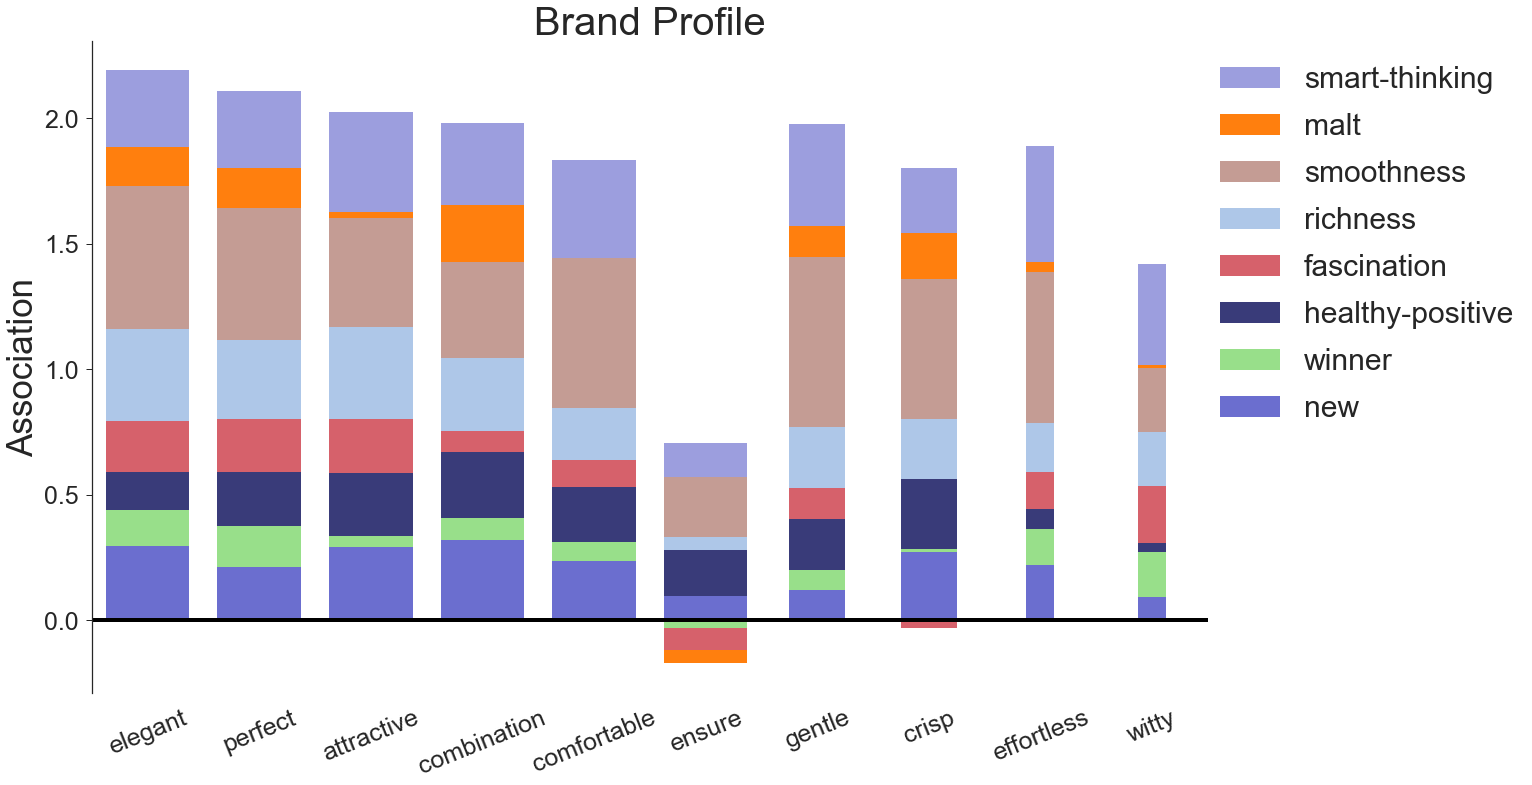 Brand Profile
Association
2.0
1.5
1.0
0.5
0.0
elegant
perfect
attractive
combination
comfortable
ensure
gentle
crisp
effortless
witty
smart-thinking
malt
smoothness
richness
fascination
healthy-positive
winner
new